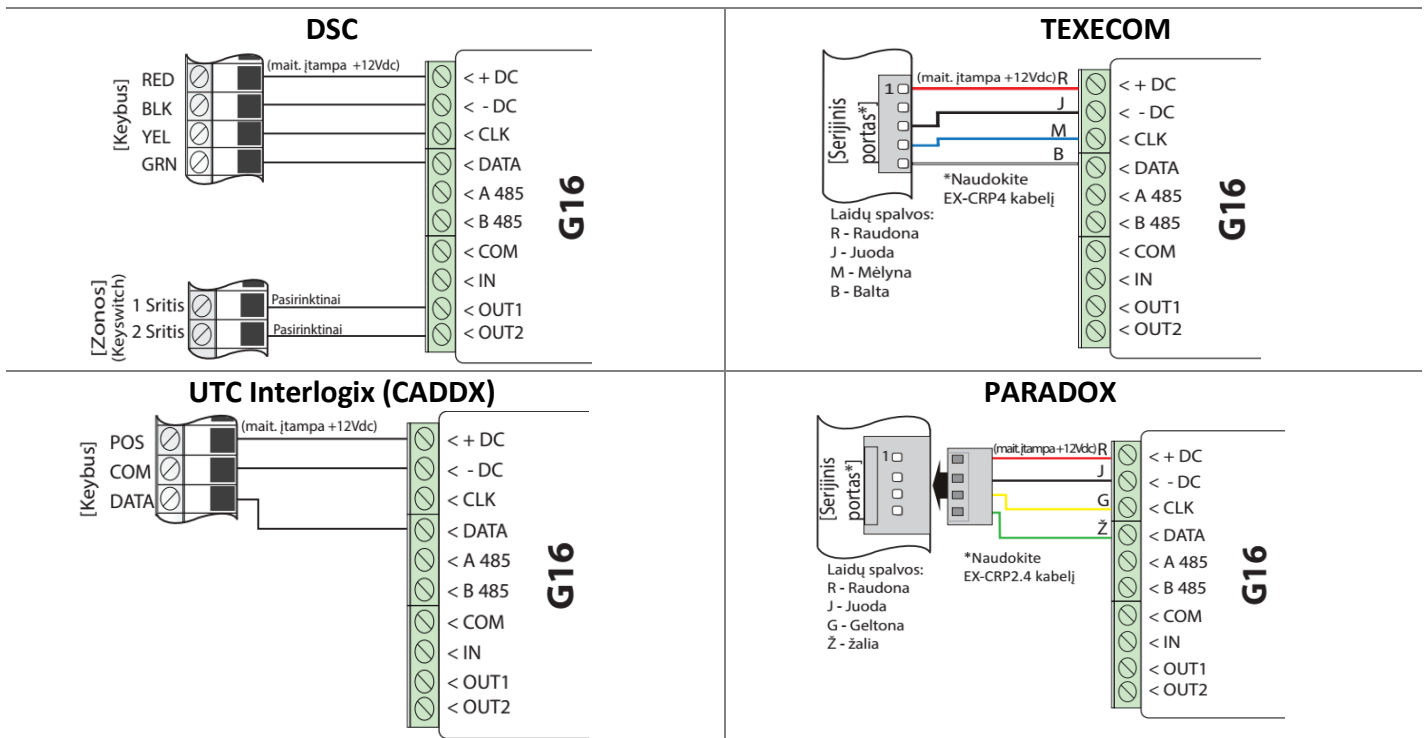 DSC
[Keybus]
RED
BLK
YEL
GRN
(mait. įtampa +12Vdc)
< + DC
< - DC
< CLK
< DATA
< A 485
< B 485
< COM
< IN
< OUT1
< OUT2
G16
[Zonos]
(Keyswitch)
1 Sritis
2 Sritis
Pasirinktinai
Pasirinktinai
TEXECOM
[Serijinis
portas*]
1
(mait. įtampa +12Vdc) R
J
M
B
*Naudokite
EX-CRP4 kabelį
Laidų spalvos:
R - Raudona
J - Juoda
M - Mėlyna
B - Balta
< + DC
< - DC
< CLK
< DATA
< A 485
< B 485
< COM
< IN
< OUT1
< OUT2
G16
UTC Interlogix (CADDX)
[Keybus]
POS
COM
DATA
(mait. įtampa +12Vdc)
< + DC
< - DC
< CLK
< DATA
< A 485
< B 485
< COM
< IN
< OUT1
< OUT2
G16
PARADOX
[Serijinis
portas*]
1
(mait.įtampa+12Vdc) R
J
G
Ž
*Naudokite
EX-CRP2.4 kabelį
Laidų spalvos:
R - Raudona
J - Juoda
G - Geltona
Ž - žalia
< + DC
< - DC
< CLK
< DATA
< A 485
< B 485
< COM
< IN
< OUT1
< OUT2
G16